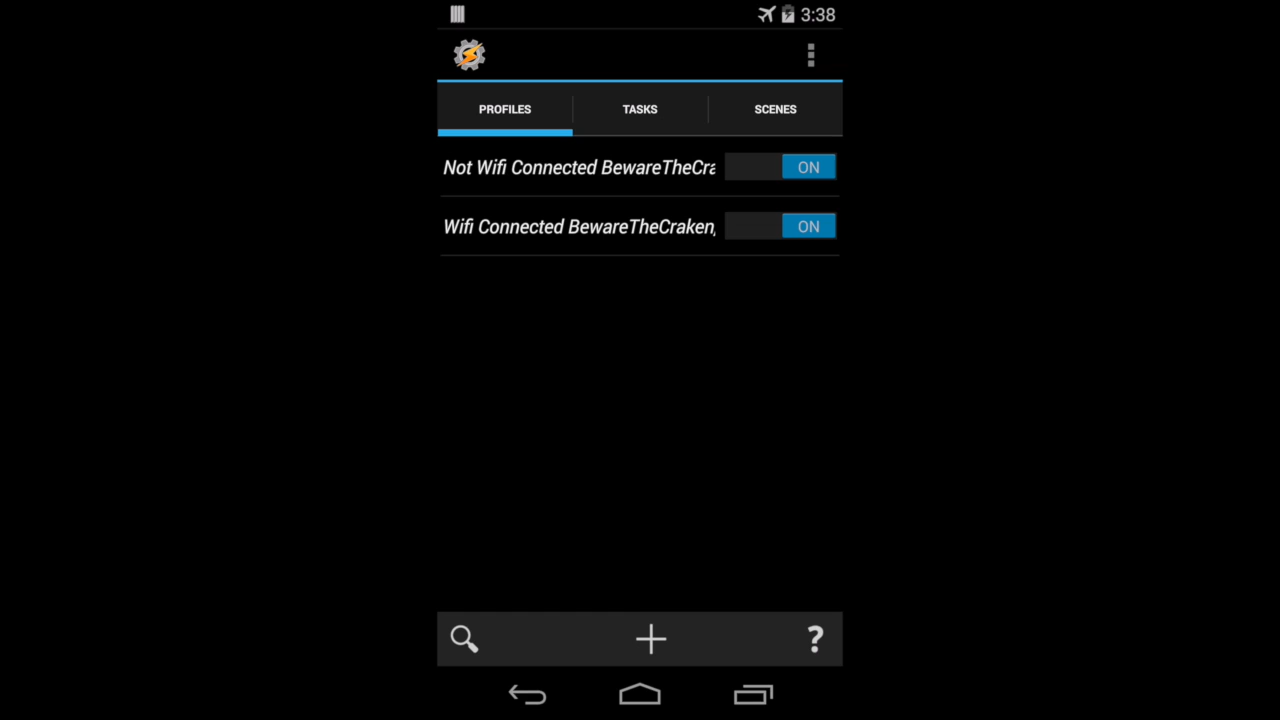 3:38
PROFILES TASKS SCENES
Not Wifi Connected BewareTheCra
ON
Wifi Connected BewareTheCraken,
ON
?